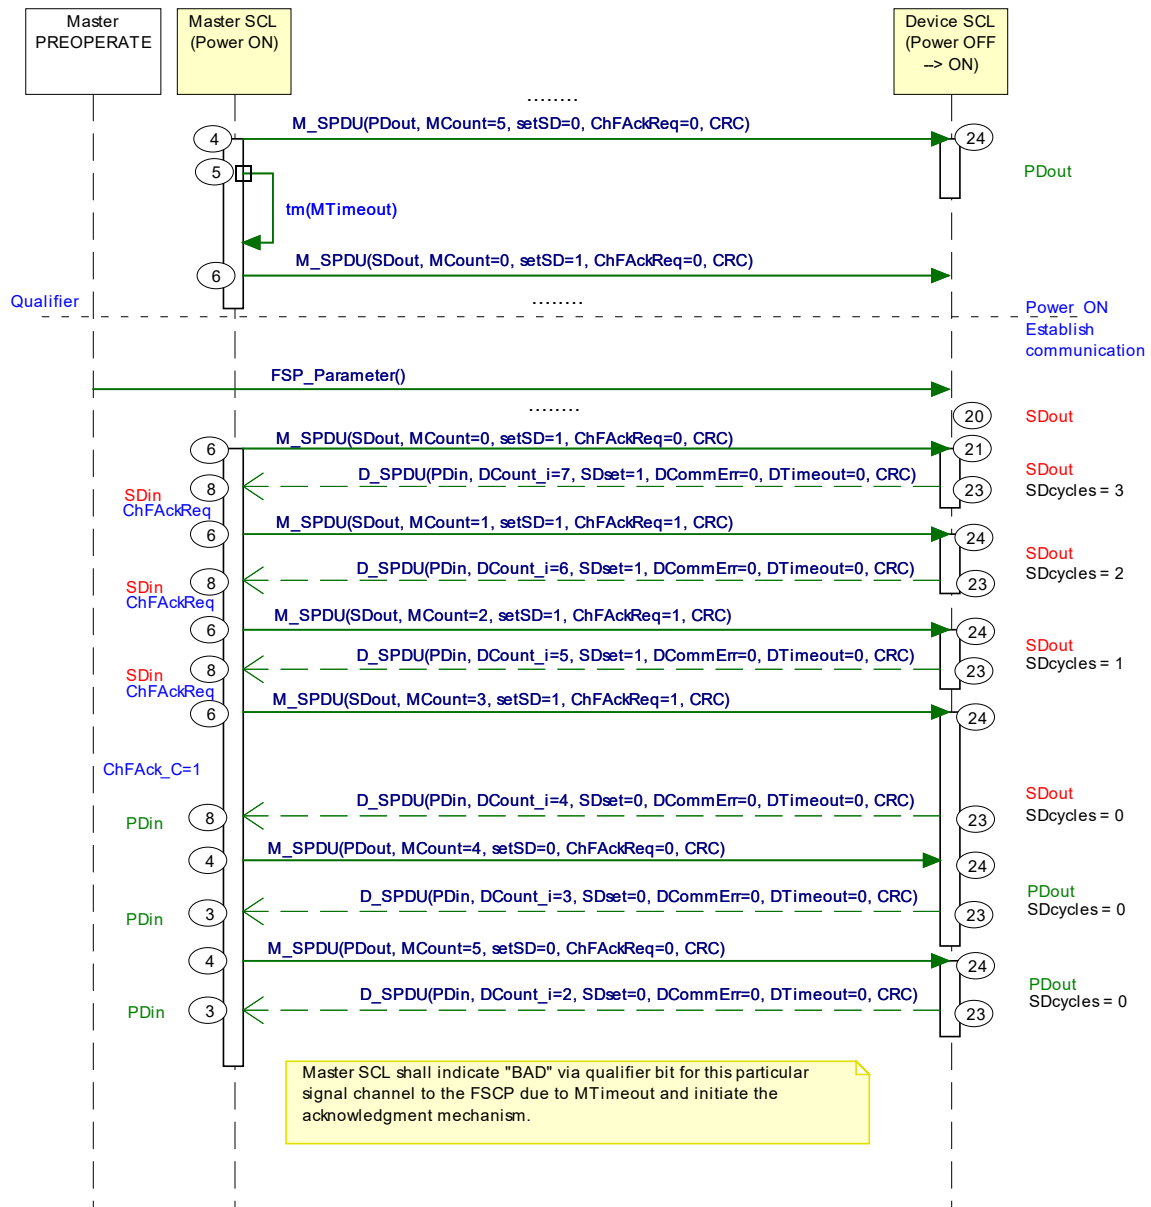 Master
PREOPERATE
Master SCL
(Power ON)
Device SCL
(Power OFF
--> ON)
........
M_SPDU(PDout, MCount=5, setSD=0, ChFAckReq=0, CRC)
4
24
5
PDout
tm(MTimeout)
M_SPDU(SDout, MCount=0, setSD=1, ChFAckReq=0, CRC)
6
Qualifier
........
Power ON
Establish
communication
FSP_Parameter()
........
20
SDout
M_SPDU(SDout, MCount=0, setSD=1, ChFAckReq=0, CRC)
6
21
D_SPDU(PDin, DCount_i=7, SDset=1, DCommErr=0, DTimeout=0, CRC)
SDout
8
23
SDcycles = 3
SDin
ChFAckReq
M_SPDU(SDout, MCount=1, setSD=1, ChFAckReq=1, CRC)
6
24
SDout
D_SPDU(PDin, DCount_i=6, SDset=1, DCommErr=0, DTimeout=0, CRC)
SDcycles = 2
8
23
SDin
ChFAckReq
M_SPDU(SDout, MCount=2, setSD=1, ChFAckReq=1, CRC)
6
24
SDout
D_SPDU(PDin, DCount_i=5, SDset=1, DCommErr=0, DTimeout=0, CRC)
SDcycles = 1
8
23
SDin
ChFAckReq
M_SPDU(SDout, MCount=3, setSD=1, ChFAckReq=1, CRC)
6
24
ChFAck_C=1
SDout
D_SPDU(PDin, DCount_i=4, SDset=0, DCommErr=0, DTimeout=0, CRC)
SDcycles = 0
PDin
8
23
M_SPDU(PDout, MCount=4, setSD=0, ChFAckReq=0, CRC)
4
24
PDout
D_SPDU(PDin, DCount_i=3, SDset=0, DCommErr=0, DTimeout=0, CRC)
SDcycles = 0
PDin
3
23
M_SPDU(PDout, MCount=5, setSD=0, ChFAckReq=0, CRC)
4
24
PDout
D_SPDU(PDin, DCount_i=2, SDset=0, DCommErr=0, DTimeout=0, CRC)
SDcycles = 0
PDin
3
23
Master SCL shall indicate "BAD" via qualifier bit for this particular
signal channel to the FSCP due to MTimeout and initiate the
acknowledgment mechanism.